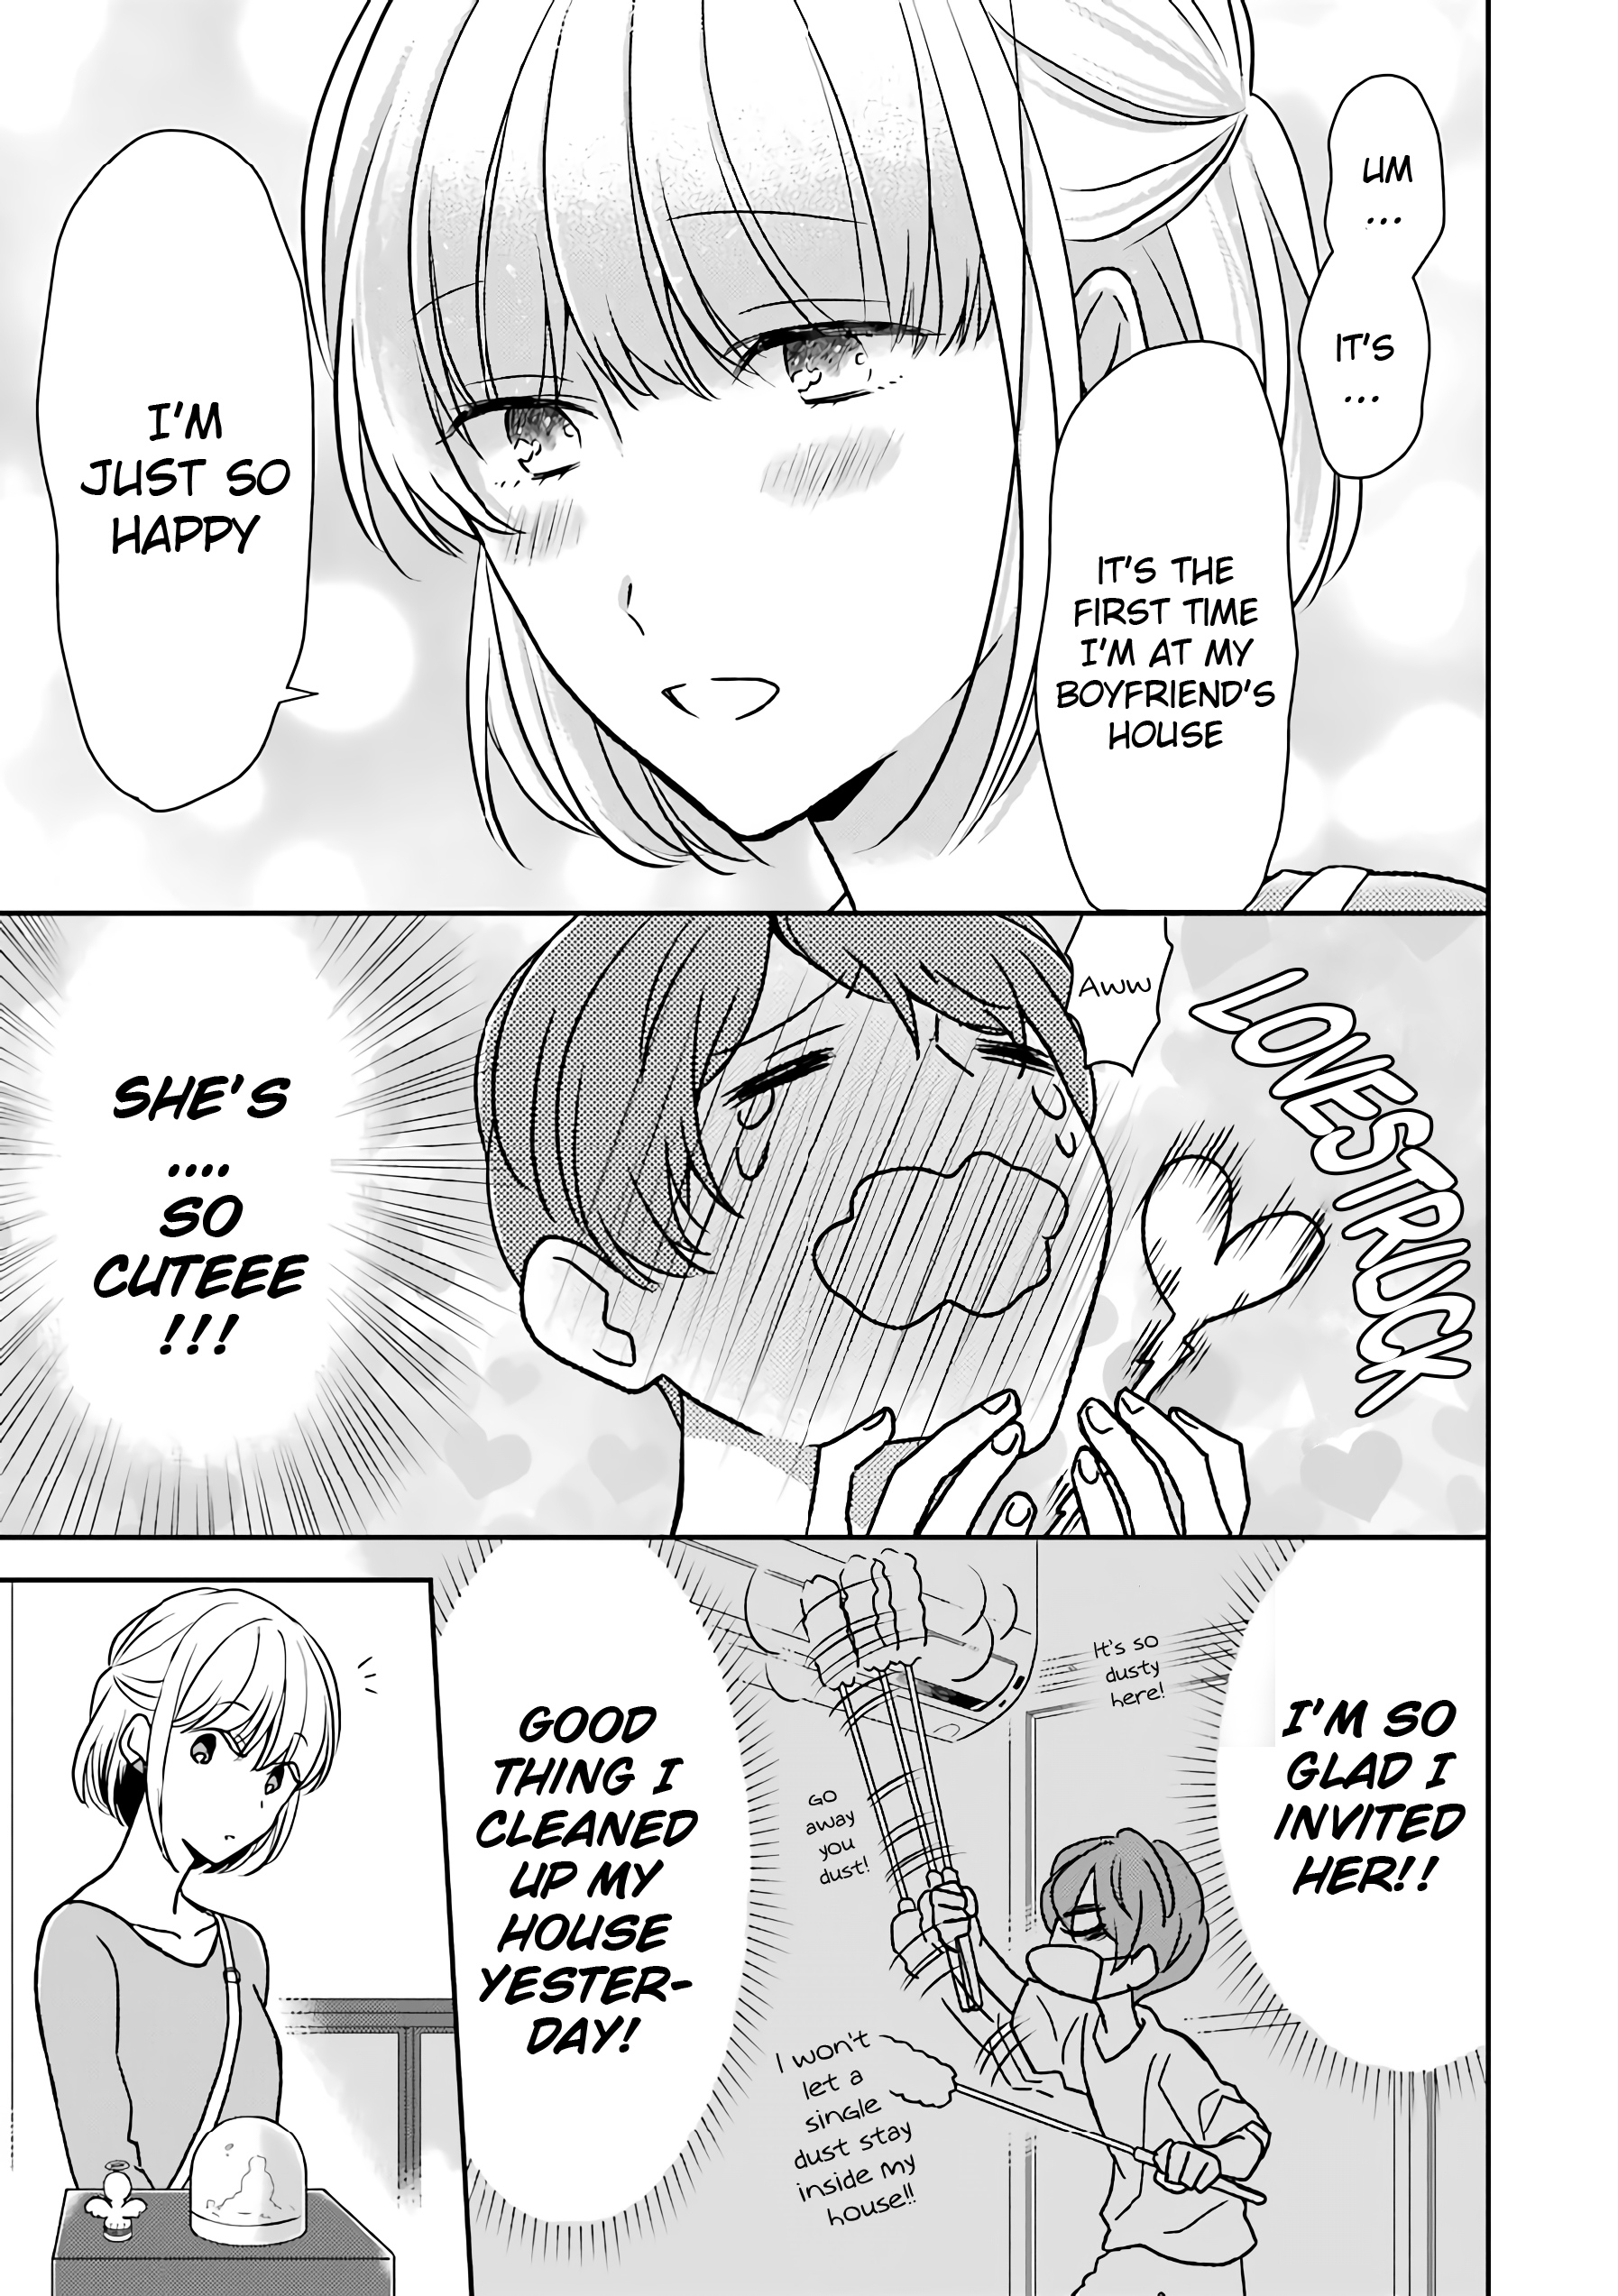 UM
...
IT'S
...
IT'S THE
FIRST TIME
I'M AT MY
BOYFRIEND'S
HOUSE
I'M
JUST SO
HAPPY
LOVESTRUCK
AWW
SHE'S
....
SO
CUTEEE
!!!
I'M SO
GLAD I
INVITED
HER!!
It's so
dusty
here!
GO
away
you
dust!
I won't
let a
single
dust stay
inside my
house!!
GOOD
THING I
CLEANED
UP MY
HOUSE
YESTER-
DAY!